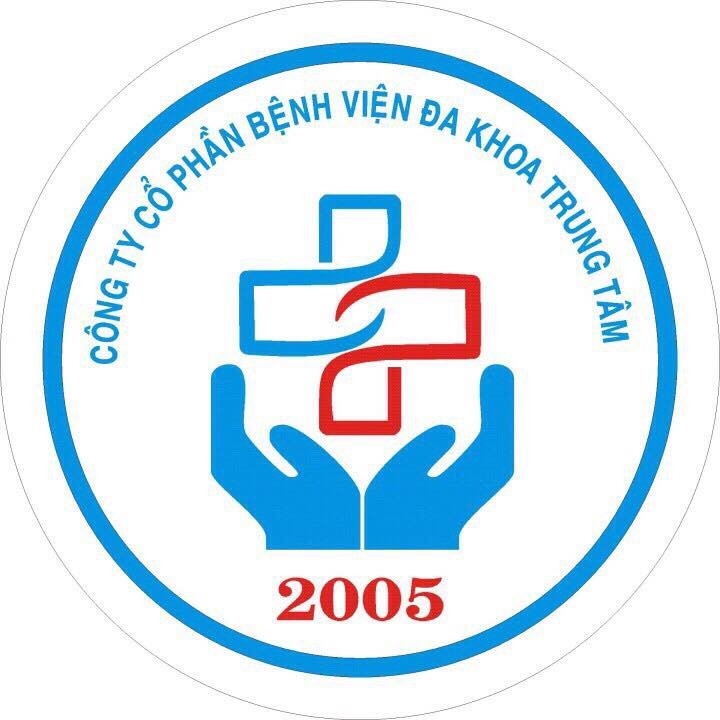 CÔNG TY CỔ PHẦN BỆNH VIỆN ĐA KHOA TRUNG TÂM
2005